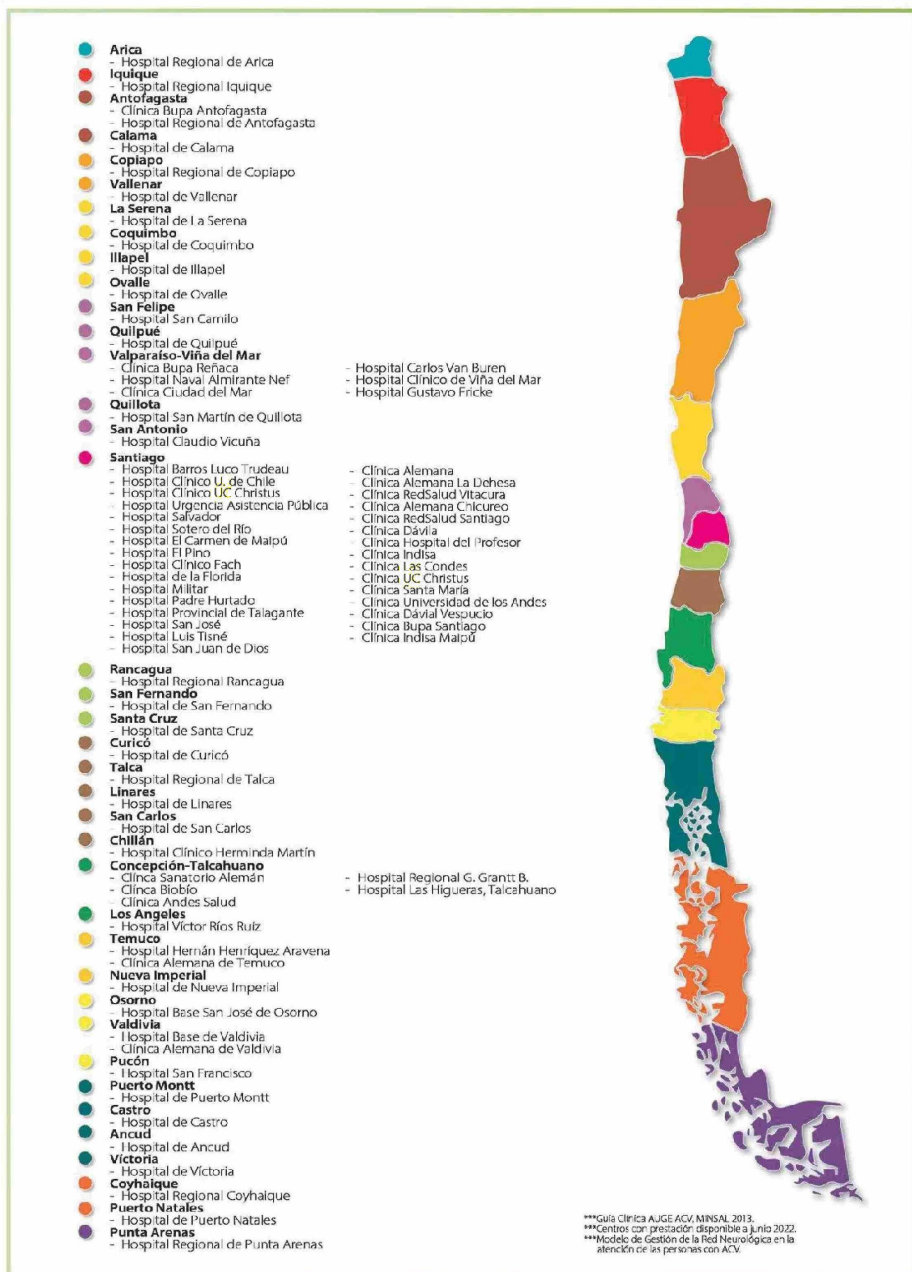 Arica
- Hospital Regional de Arica
Iquique
- Hospital Regional Iquique
Antofagasta
- Clínica Bupa Antofagasta
- Hospital Regional de Antofagasta
Calama
- Hospital de Calama
Copiapo
- Hospital Regional de Copiapo
Vallenar
- Hospital de Vallenar
La Serena
- Hospital de La Serena
Coquimbo
- Hospital de Coquimbo
Illapel
- Hospital de Illapel
Ovalle
- Hospital de Ovalle
San Felipe
- Hospital San Camilo
Quilpué
- Hospital de Quilpué
Valparaíso-Viña del Mar
- Clínica Bupa Reñaca
- Hospital Naval Almirante Nef
- Clínica Ciudad del Mar
- Hospital Carlos Van Buren
- Hospital Clínico de Viña del Mar
- Hospital Gustavo Fricke
Quillota
- Hospital San Martín de Quillota
San Antonio
- Hospital Claudio Vicuña
Santiago
- Hospital Barros Luco Trudeau
- Hospital Clínico U. de Chile
- Hospital Clínico UC Christus
- Hospital Urgencia Asistencia Pública
- Hospital Salvador
- Hospital Sotero del Río
- Hospital El Carmen de Maipú
- Hospital El Pino
- Hospital Clínico Fach
- Hospital de la Florida
- Hospital Militar
- Hospital Padre Hurtado
- Hospital Provincial de Talagante
- Hospital San José
- Hospital Luis Tisné
- Hospital San Juan de Dios
- Clínica Alemana
- Clínica Alemana La Dehesa
- Clínica RedSalud Vitacura
- Clínica Alemana Chicureo
- Clínica RedSalud Santiago
- Clínica Dávila
- Clínica Hospital del Profesor
- Clínica Indisa
- Clínica Las Condes
- Clínica UC Christus
- Clínica Santa María
- Clínica Universidad de los Andes
- Clínica Dávial Vespucio
- Clínica Bupa Santiago
- Clínica Indisa Maipú
Rancagua
- Hospital Regional Rancagua
San Fernando
- Hospital de San Fernando
Santa Cruz
- Hospital de Santa Cruz
Curicó
- Hospital de Curicó
Talca
- Hospital Regional de Talca
Linares
- Hospital de Linares
San Carlos
- Hospital de San Carlos
Chillán
- Hospital Clínico Herminda Martín
Concepción-Talcahuano
- Clínca Sanatorio Alemán
- Clínca Biobío
- Clínica Andes Salud
- Hospital Regional G. Grantt B.
- Hospital Las Higueras, Talcahuano
Los Angeles
- Hospital Víctor Ríos Ruíz
Temuco
- Hospital Hernán Henríquez Aravena
- Clínica Alemana de Temuco
Nueva Imperial
- Hospital de Nueva Imperial
Osorno
- Hospital Base San José de Osorno
Valdivia
- Hospital Base de Valdivia
- Clínica Alemana de Valdivia
Pucón
- Hospital San Francisco
Puerto Montt
- Hospital de Puerto Montt
Castro
- Hospital de Castro
Ancud
- Hospital de Ancud
Víctoria
- Hospital de Víctoria
Coyhaique
- Hospital Regional Coyhaique
Puerto Natales
- Hospital de Puerto Natales
Punta Arenas
- Hospital Regional de Punta Arenas
***Guía Clínica AUGE ACV, MINSAL 2013.
***Centros con prestación disponible a junio 2022.
***Modelo de Gestión de la Red Neurológica en la
atención de las personas con ACV.